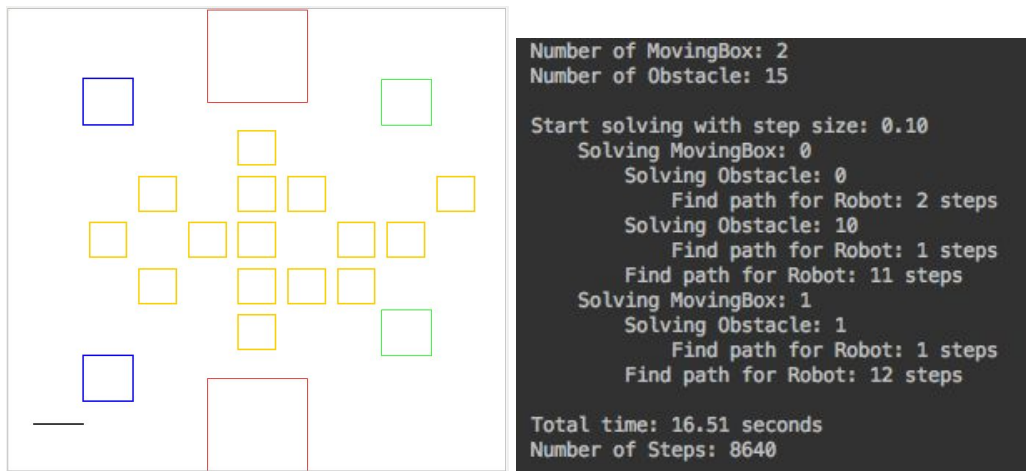 Number of MovingBox: 2
Number of Obstacle: 15
Start solving with step size: 0.10
Solving MovingBox: 0
Solving Obstacle: 0
Find path for Robot: 2 steps
Solving Obstacle: 10
Find path for Robot: 1 steps
Find path for Robot: 11 steps
Solving MovingBox: 1
Solving Obstacle: 1
Find path for Robot: 1 steps
Find path for Robot: 12 steps
Total time: 16.51 seconds
Number of Steps: 8640